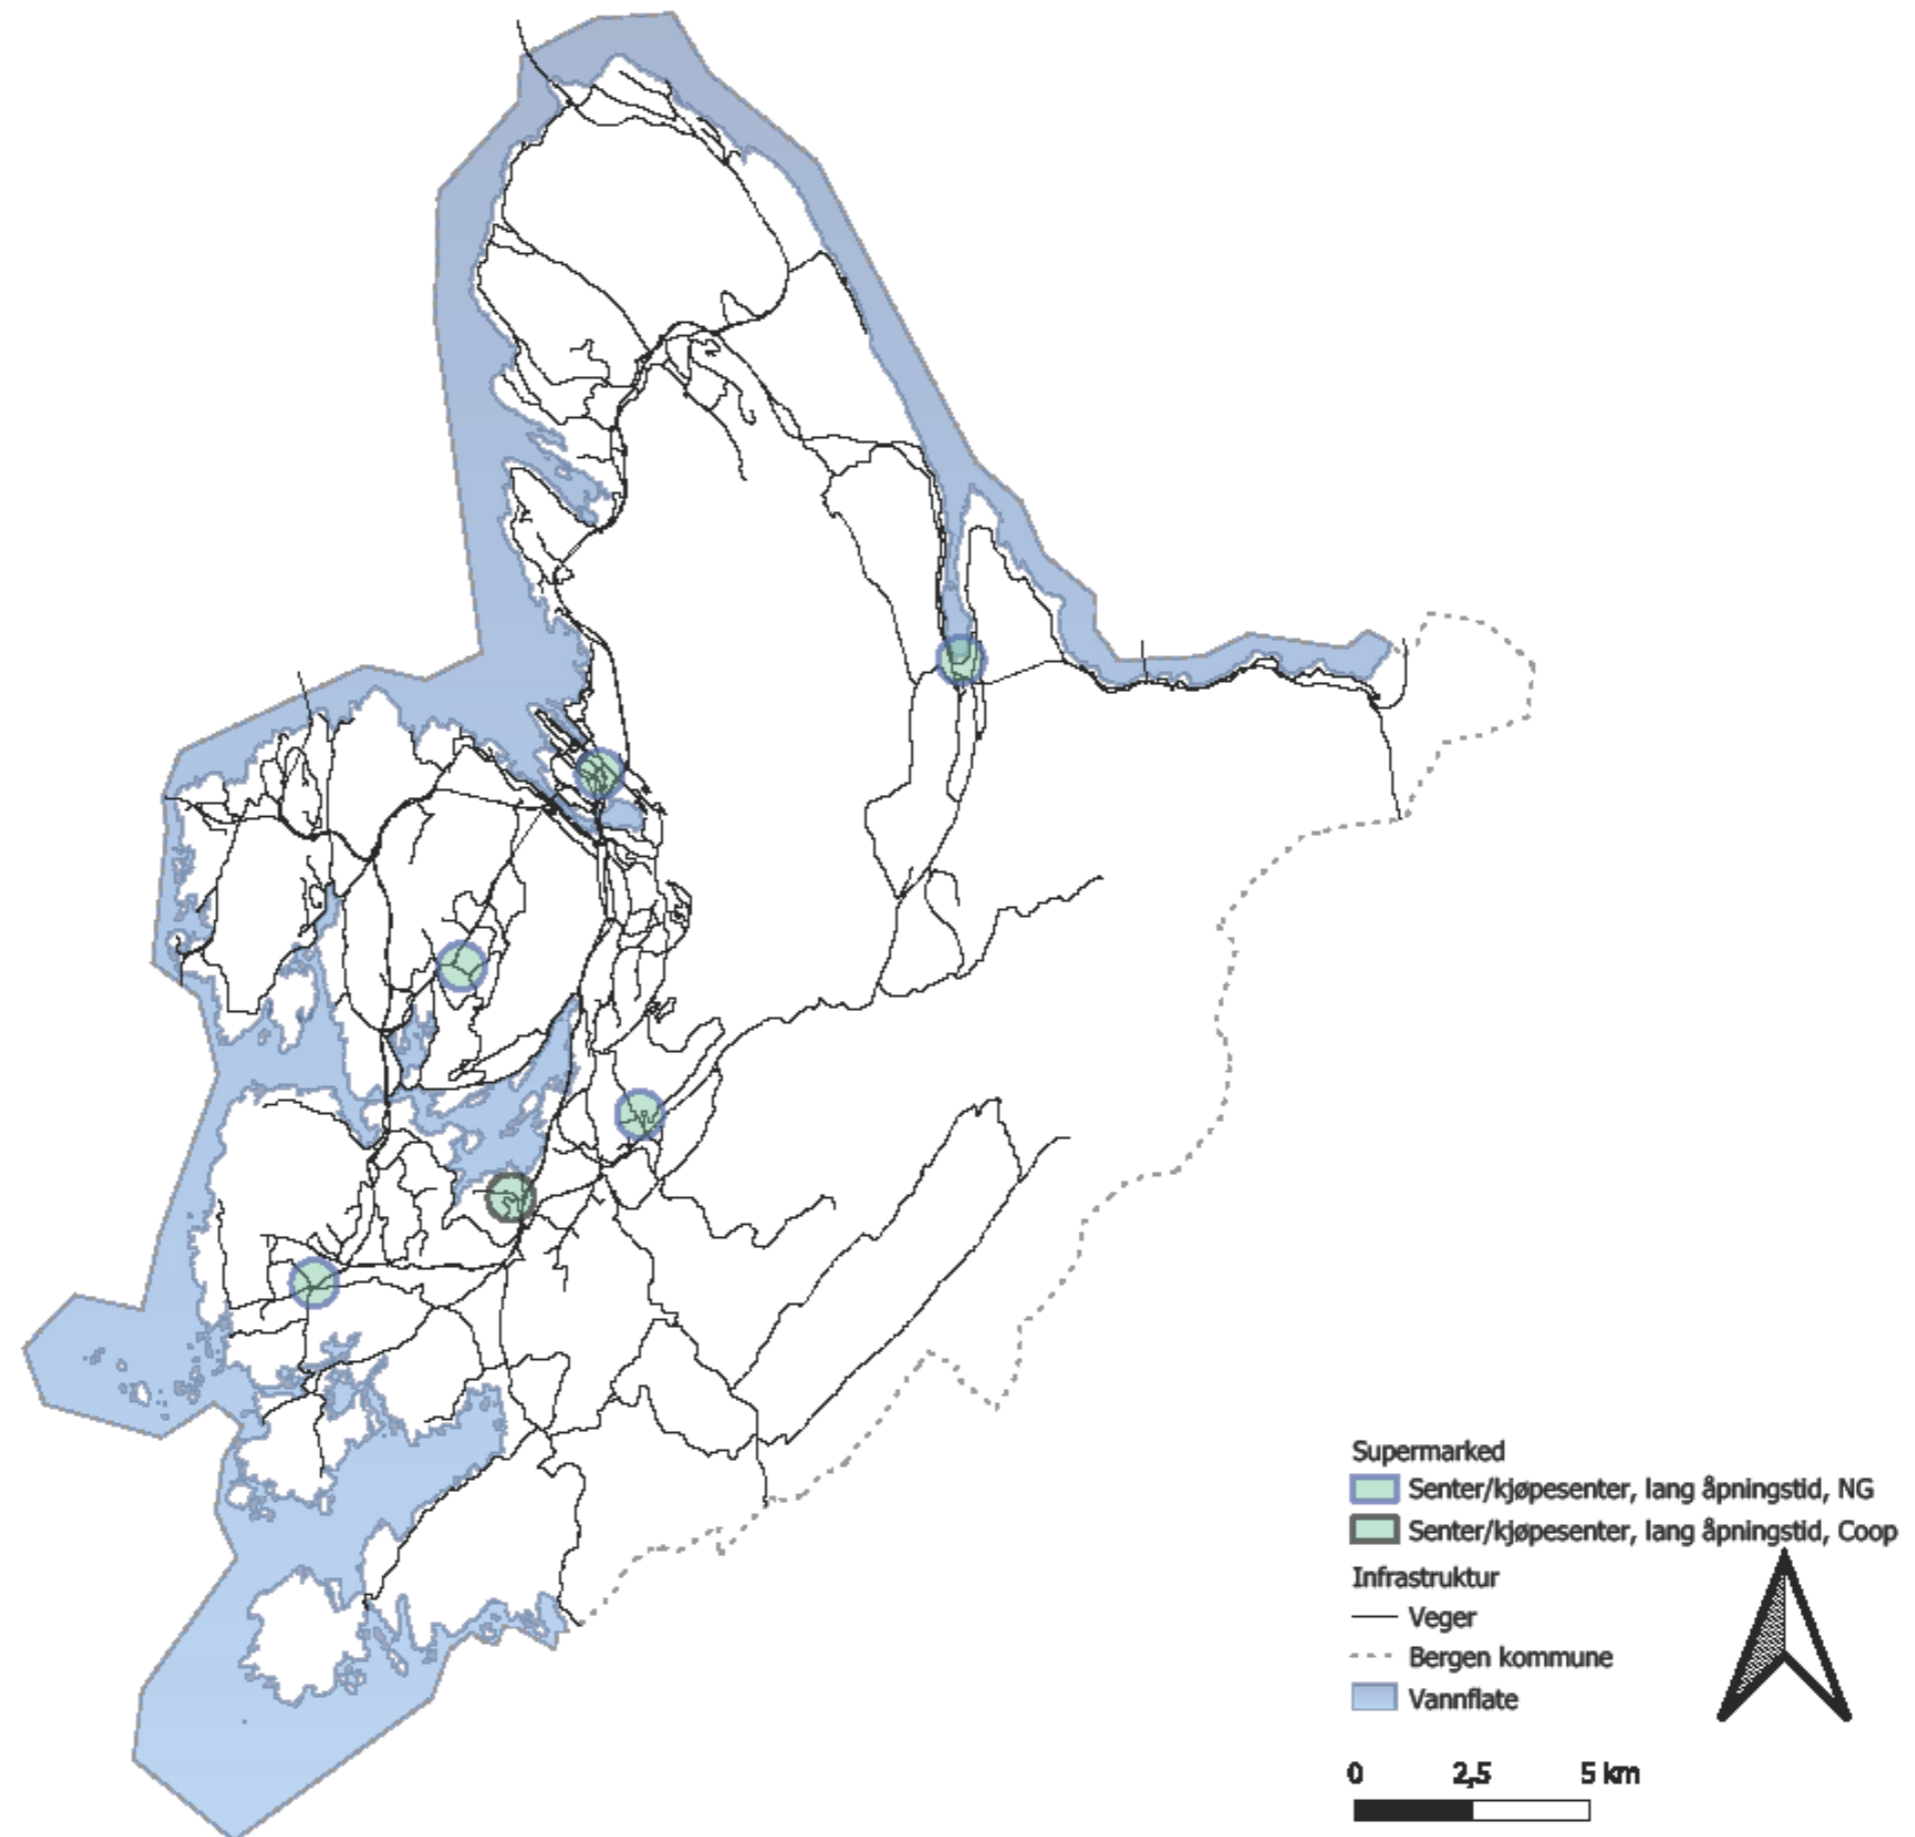 Supermarked
Senter/kjøpesenter, lang åpningstid, NG
Senter/kjøpesenter, lang åpningstid, Coop
Infrastruktur
Veger
Bergen kommune
Vannflate
0 2,5 5 km